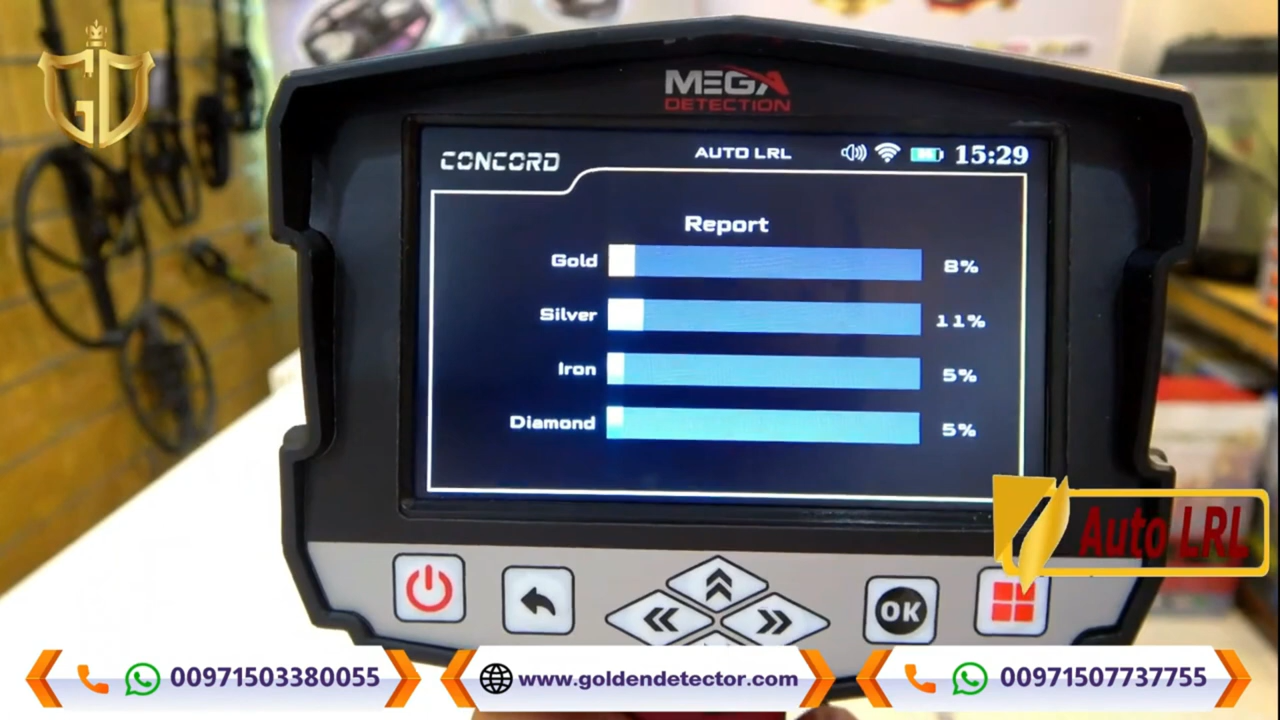 GD
MEGA
DETECTION
CONCORD
AUTO LRL
15:29
Report
Gold 8%
Silver 11%
Iron 5%
Diamond 5%
Auto LRL
OK
00971503380055
www.goldendetector.com
00971507737755